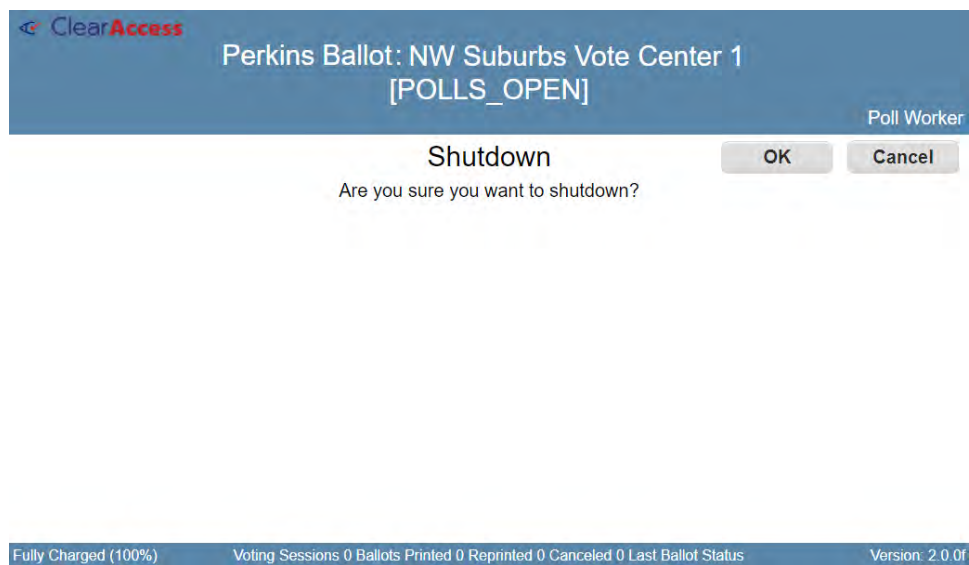 ClearAccess
Perkins Ballot: NW Suburbs Vote Center 1
[POLLS_OPEN]
Poll Worker
Shutdown
OK
Cancel
Are you sure you want to shutdown?
Fully Charged (100%)
Voting Sessions 0 Ballots Printed 0 Reprinted 0 Canceled 0 Last Ballot Status
Version: 2.0.0f